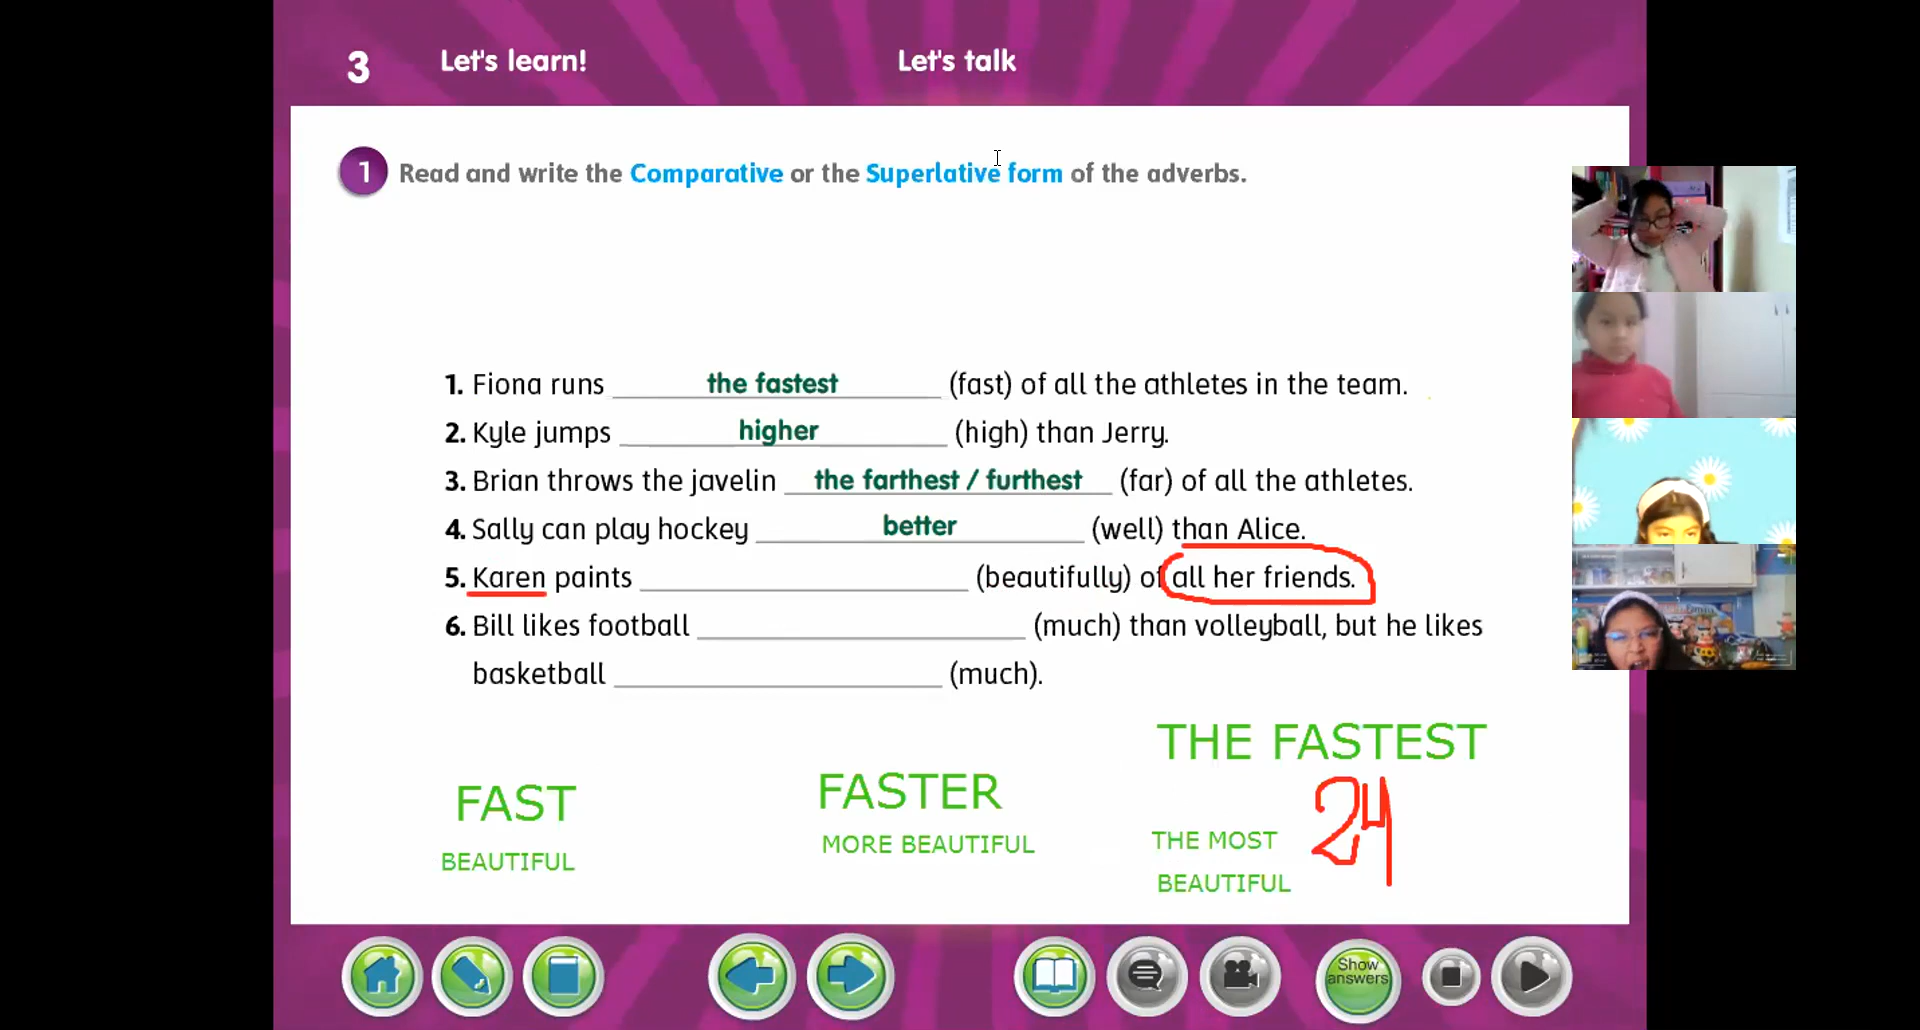 3 Let's learn! Let's talk
1 Read and write the Comparative or the Superlative form of the adverbs.
1. Fiona runs the fastest (fast) of all the athletes in the team.
2. Kyle jumps higher (high) than Jerry.
3. Brian throws the javelin the farthest / furthest (far) of all the athletes.
4. Sally can play hockey better (well) than Alice.
5. Karen paints ____ (beautifully) of all her friends.
6. Bill likes football ____ (much) than volleyball, but he likes
basketball ____ (much).
THE FASTEST
FAST
FASTER
24
BEAUTIFUL
MORE BEAUTIFUL
THE MOST
BEAUTIFUL
Show
answers